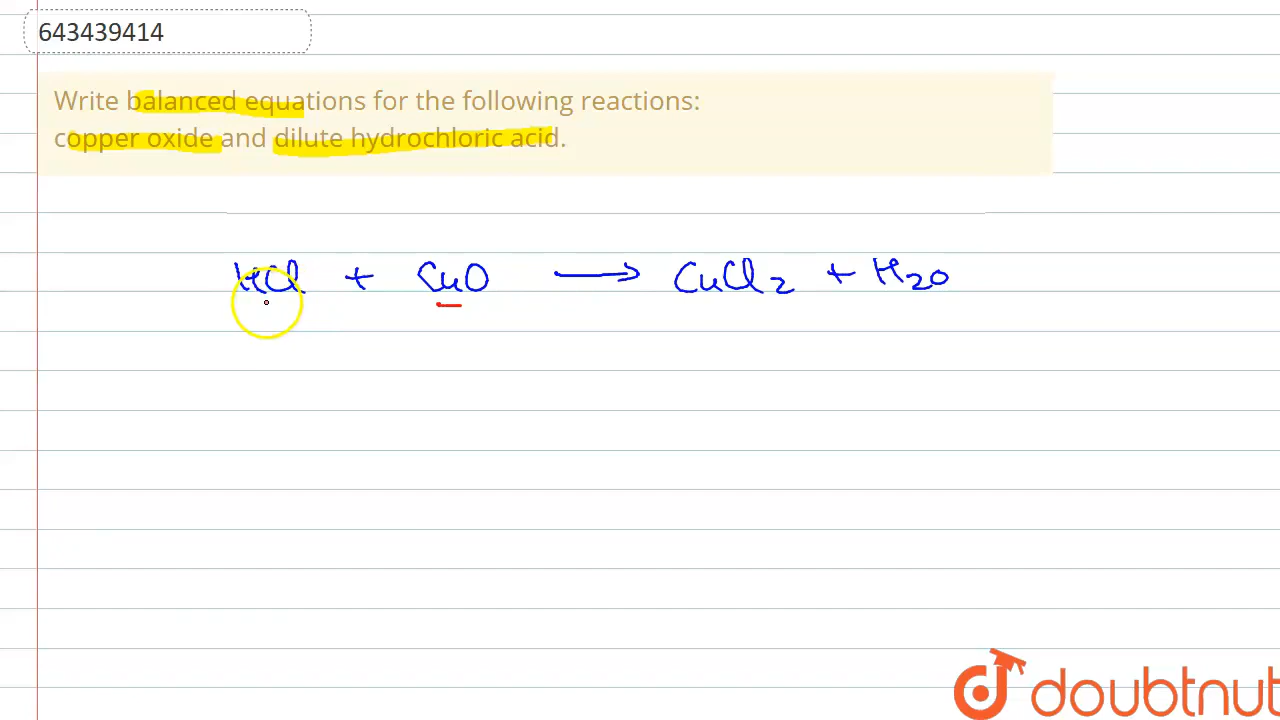 643439414
Write balanced equations for the following reactions:
copper oxide and dilute hydrochloric acid.
HCl + CuO ⟶ CuCl2 + H2O
doubtnut